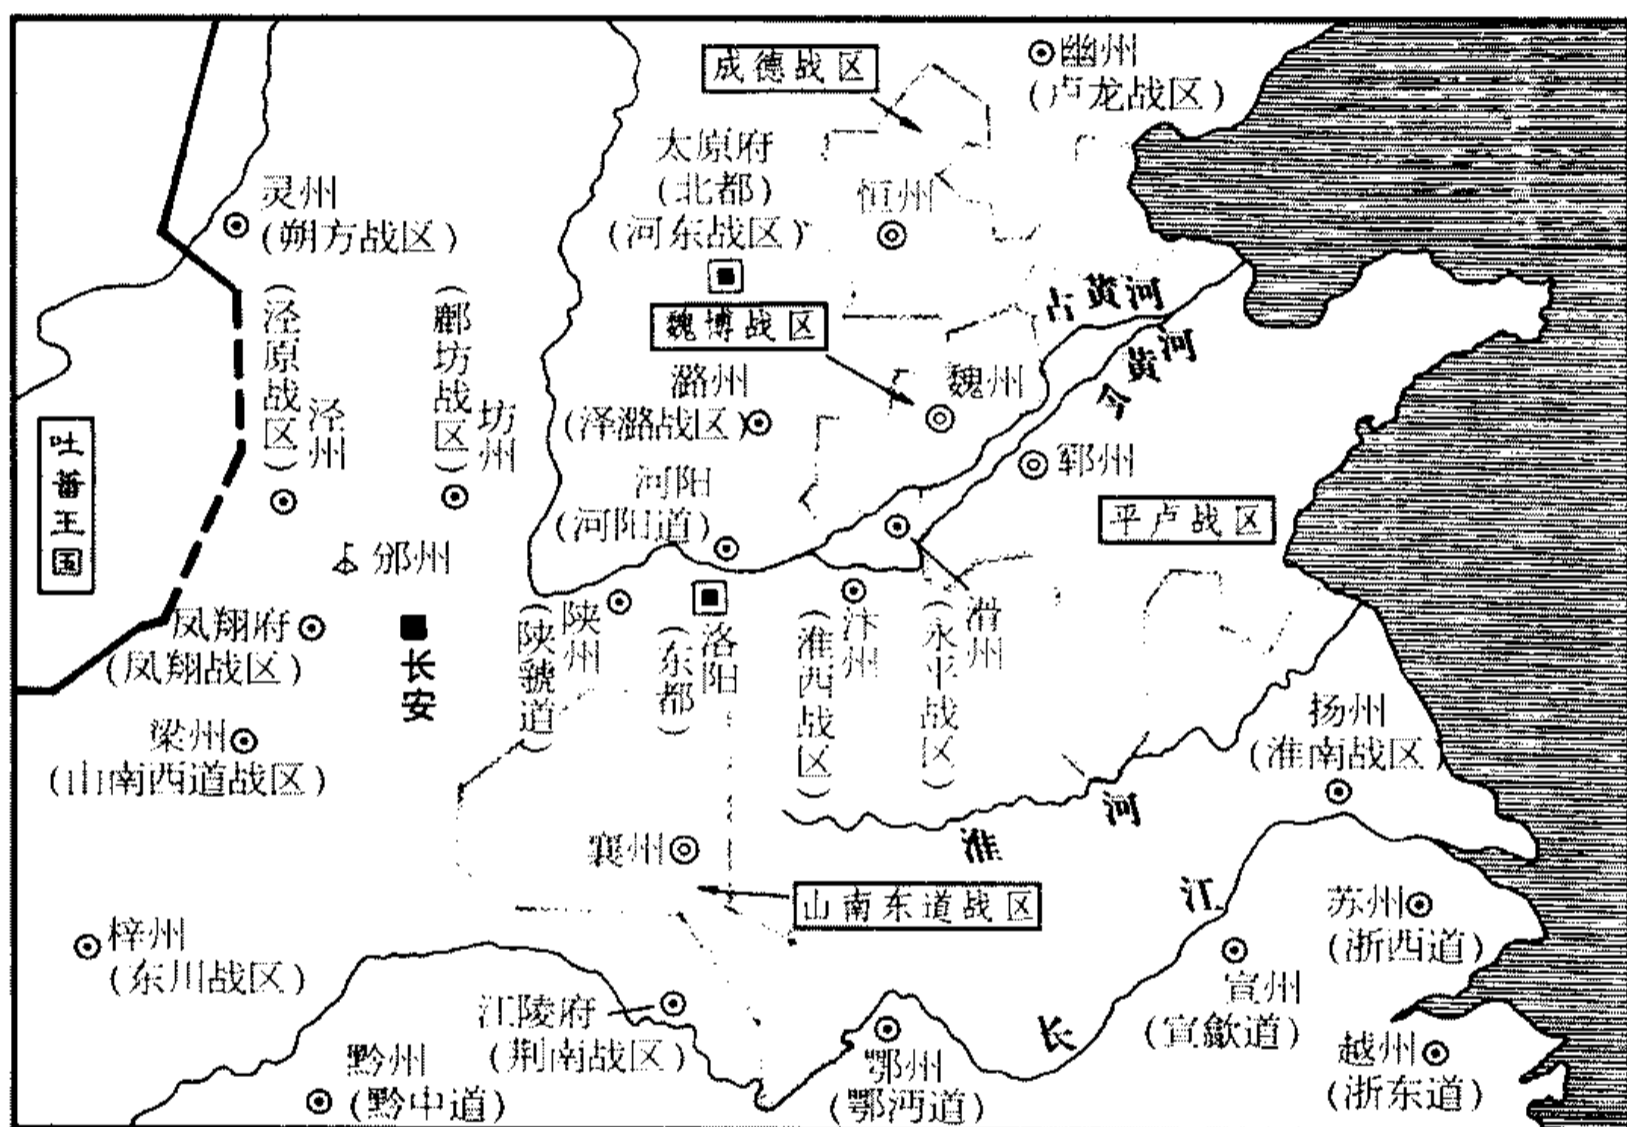 成德战区
幽州
(卢龙战区)
太原府
(北都)
(河东战区)
恒州
灵州
(朔方战区)
(泾原战区)
泾州
(鄜坊战区)
坊州
吐蕃王国
魏博战区
古黄河
今黄河
潞州
(泽潞战区)
魏州
郓州
河阳
(河阳道)
平卢战区
邠州
凤翔府
(凤翔战区)
长安
陕州
(陕虢道)
洛阳
(东都)
汴州
(淮西战区)
滑州
(永平战区)
梁州
(山南西道战区)
扬州
(淮南战区)
淮河
襄州
山南东道战区
长江
苏州
(浙西道)
梓州
(东川战区)
宣州
(宣歙道)
江陵府
(荆南战区)
鄂州
(鄂沔道)
越州
(浙东道)
黔州
(黔中道)